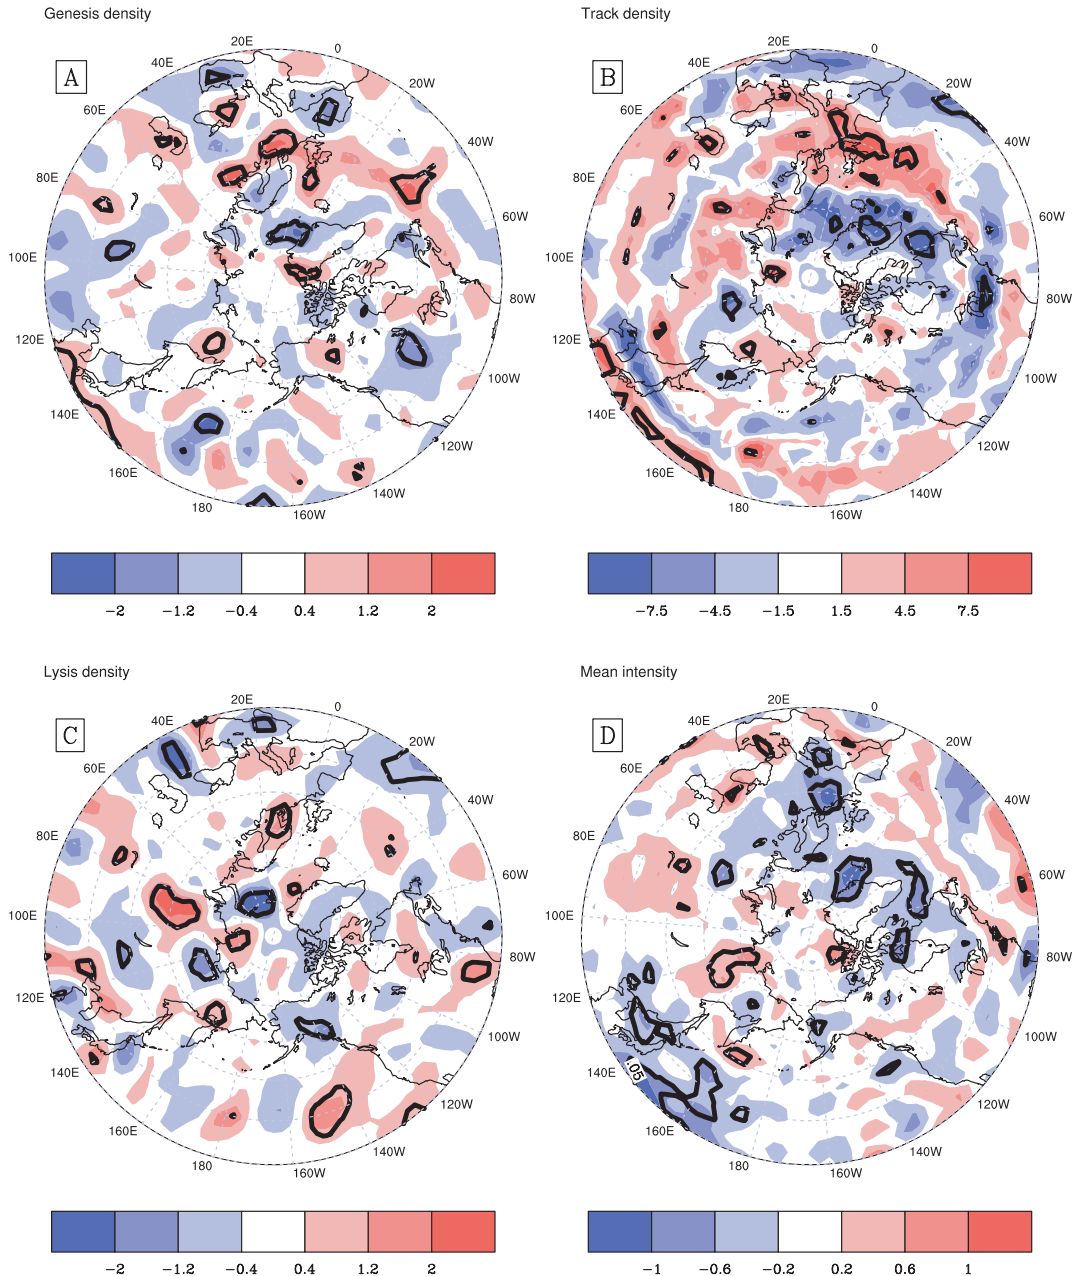 Genesis density
Track density
A
20E
0
40E
20W
60E
40W
80E
60W
100E
80W
120E
100W
140E
120W
160E
140W
180
160W
B
20E
0
40E
20W
60E
40W
80E
60W
100E
80W
120E
100W
140E
120W
160E
140W
180
160W
-2 -1.2 -0.4 0.4 1.2 2
-7.5 -4.5 -1.5 1.5 4.5 7.5
Lysis density
Mean intensity
C
20E
0
40E
20W
60E
40W
80E
60W
100E
80W
120E
100W
140E
120W
160E
140W
180
160W
D
20E
0
40E
20W
60E
40W
80E
60W
100E
80W
120E
100W
.05
140E
120W
160E
140W
180
160W
-2 -1.2 -0.4 0.4 1.2 2
-1 -0.6 -0.2 0.2 0.6 1